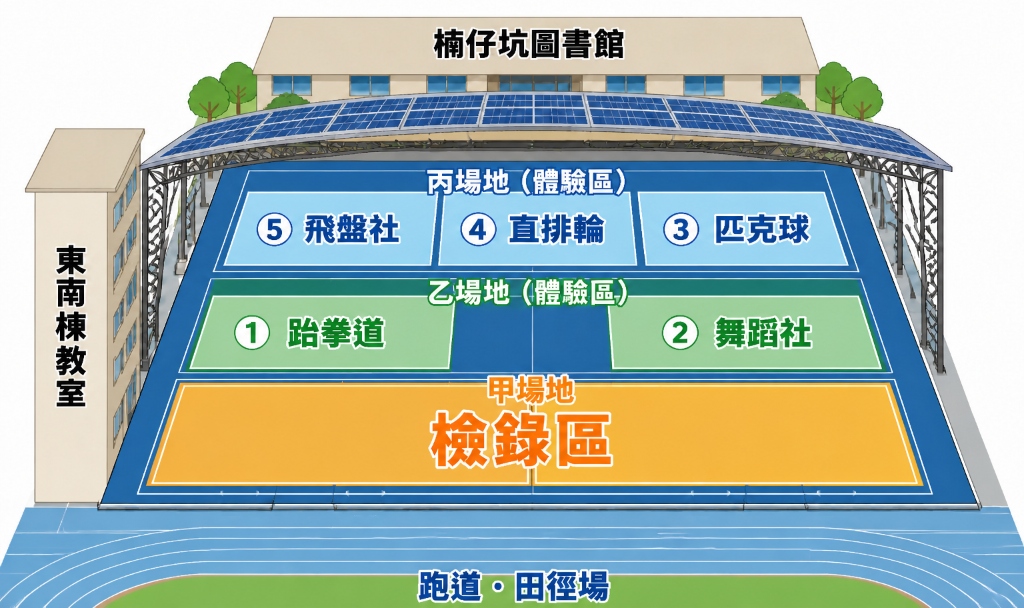 楠仔坑圖書館
丙場地（體驗區）
⑤ 飛盤社
④ 直排輪
③ 匹克球
東南棟教室
乙場地（體驗區）
① 跆拳道
② 舞蹈社
甲場地
檢錄區
跑道・田徑場